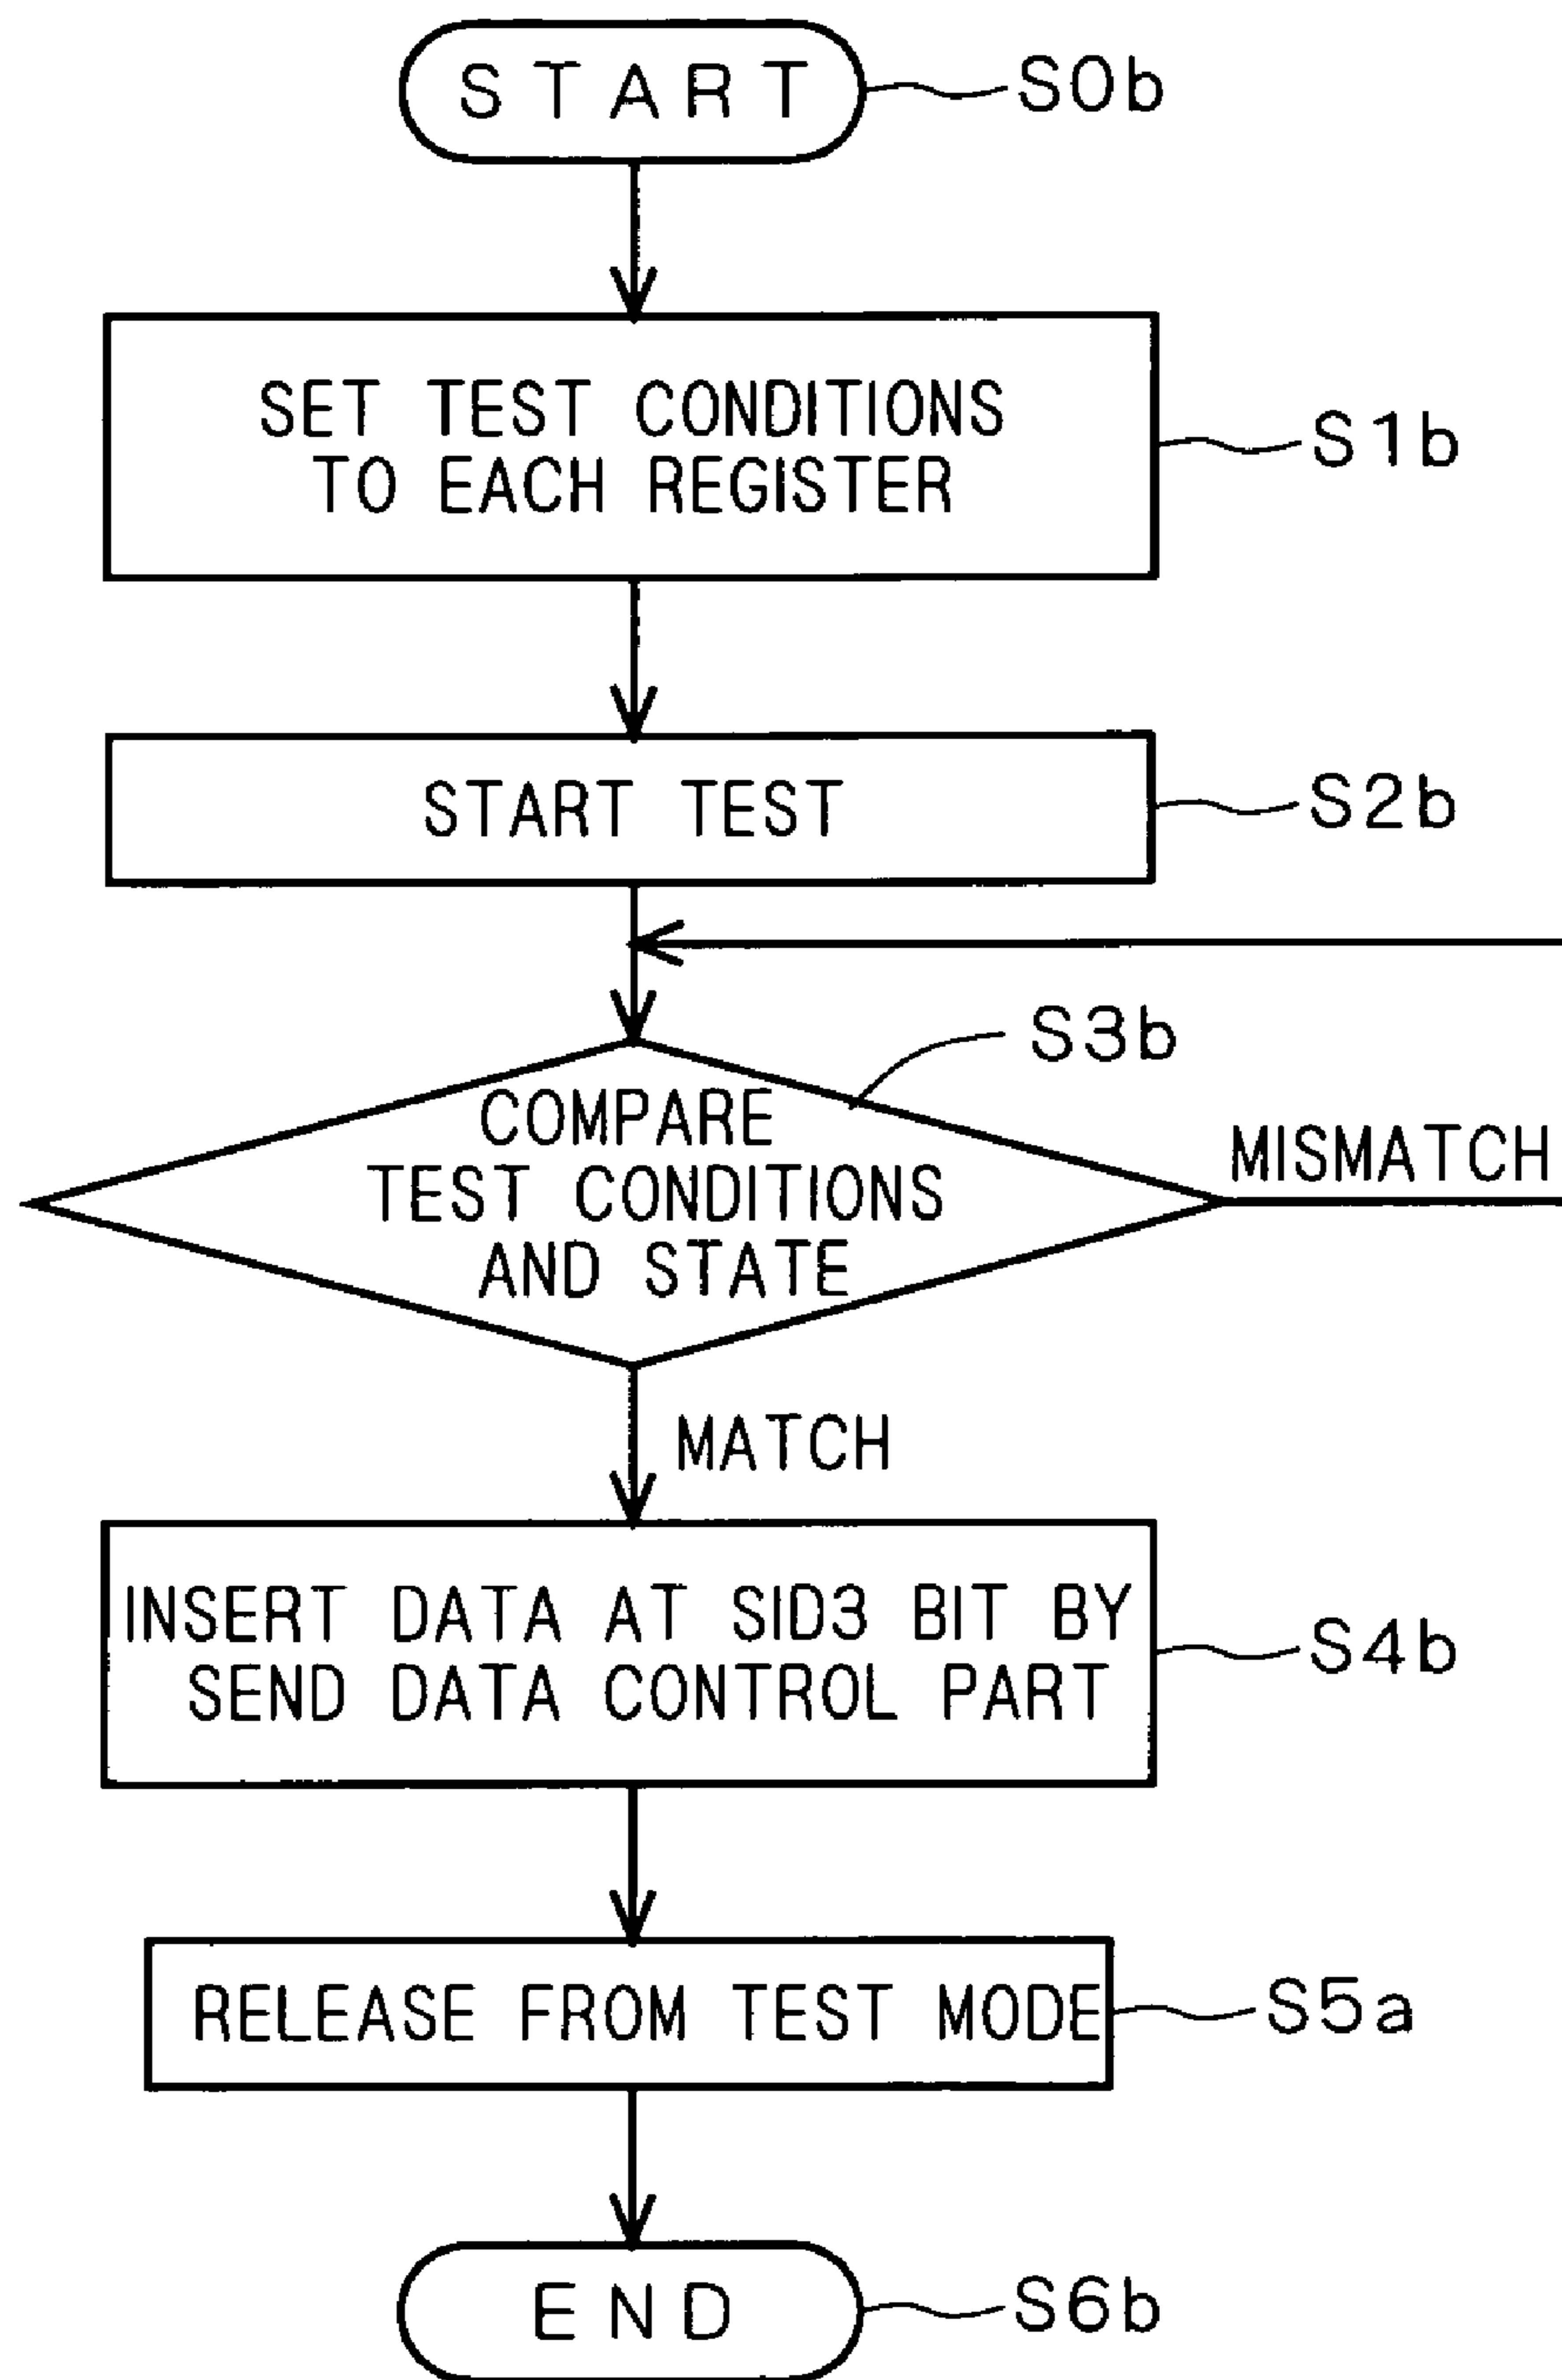 START
S0b
SET TEST CONDITIONS
TO EACH REGISTER
S1b
START TEST
S2b
S3b
COMPARE
TEST CONDITIONS
AND STATE
MISMATCH
MATCH
INSERT DATA AT SID3 BIT BY
SEND DATA CONTROL PART
S4b
RELEASE FROM TEST MODE
S5a
END
S6b